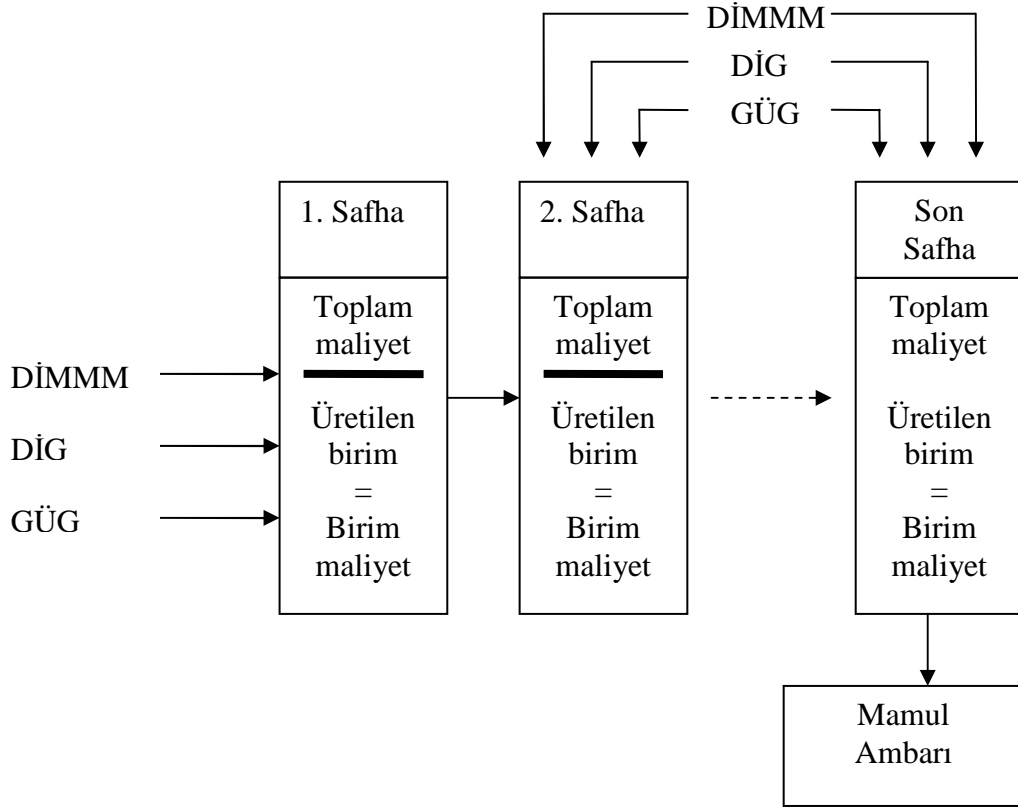 DİMMM
DİG
GÜG
1. Safha
2. Safha
Son
Safha
DİMMM
DİG
GÜG
Toplam
maliyet
Üretilen
birim
=
Birim
maliyet
Toplam
maliyet
Üretilen
birim
=
Birim
maliyet
Toplam
maliyet
Üretilen
birim
=
Birim
maliyet
Mamul
Ambarı